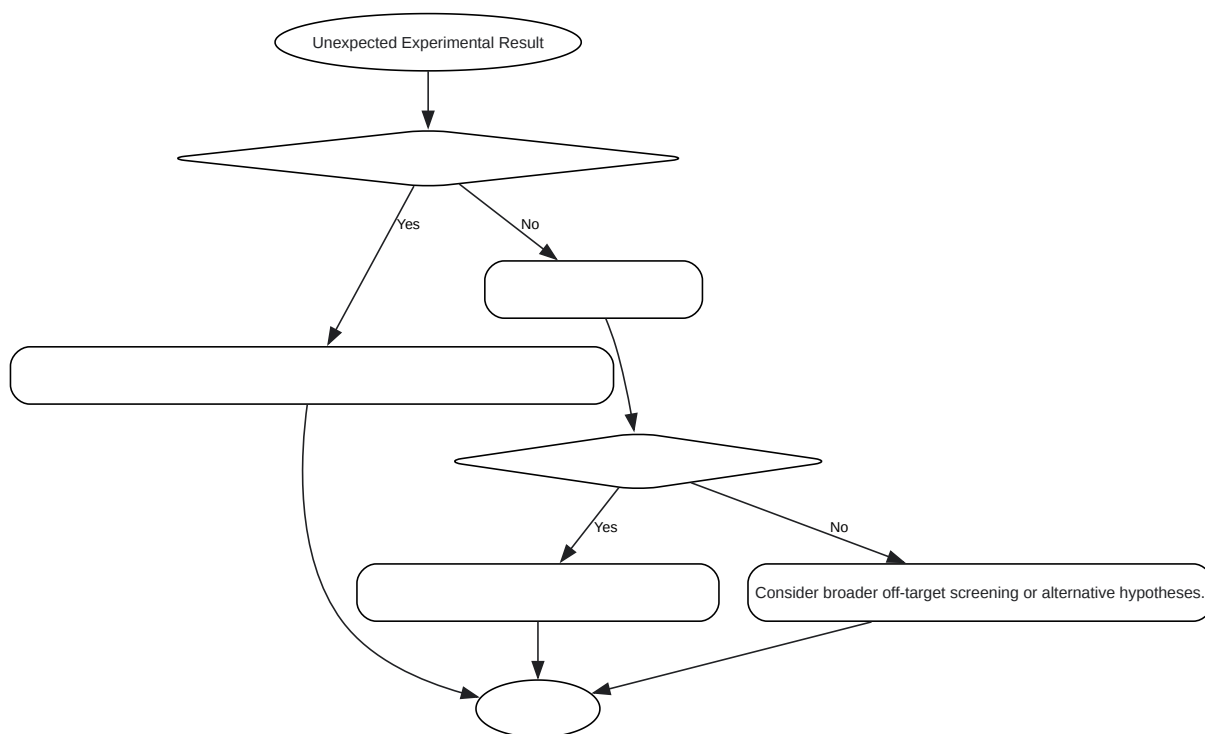 Unexpected Experimental Result
Yes
No
Yes
No
Consider broader off-target screening or alternative hypotheses.